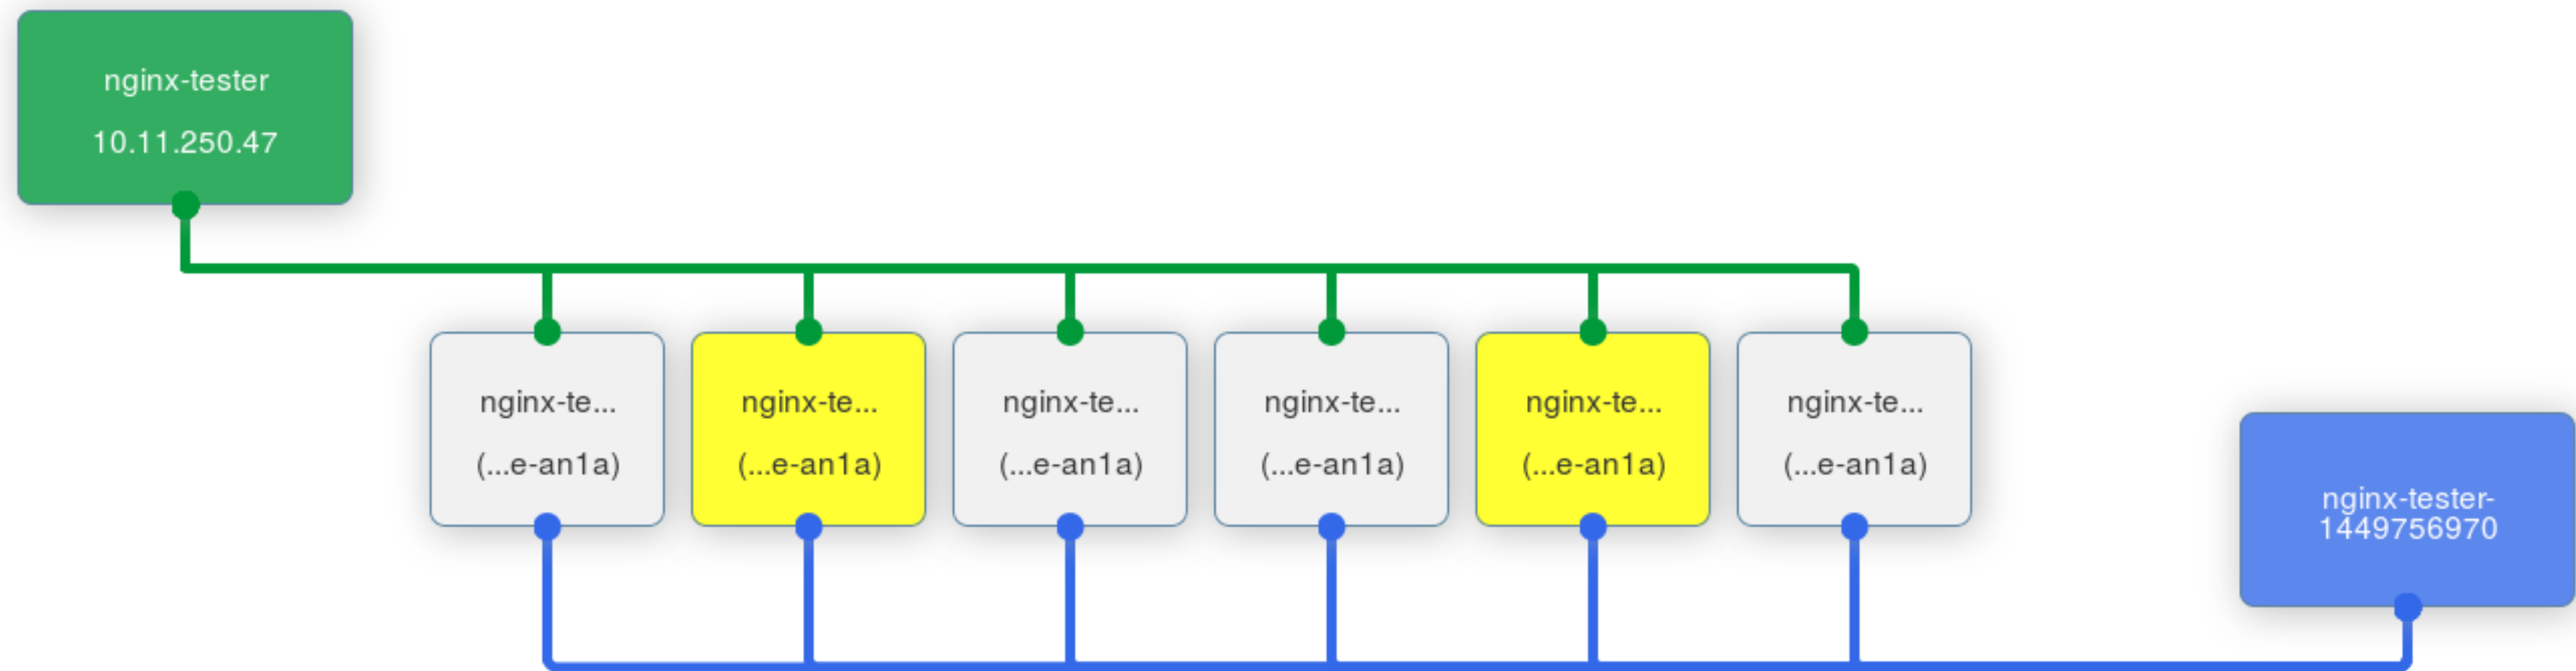 nginx-tester
10.11.250.47
nginx-te...
(...e-an1a)
nginx-te...
(...e-an1a)
nginx-te...
(...e-an1a)
nginx-te...
(...e-an1a)
nginx-te...
(...e-an1a)
nginx-te...
(...e-an1a)
nginx-tester-
1449756970